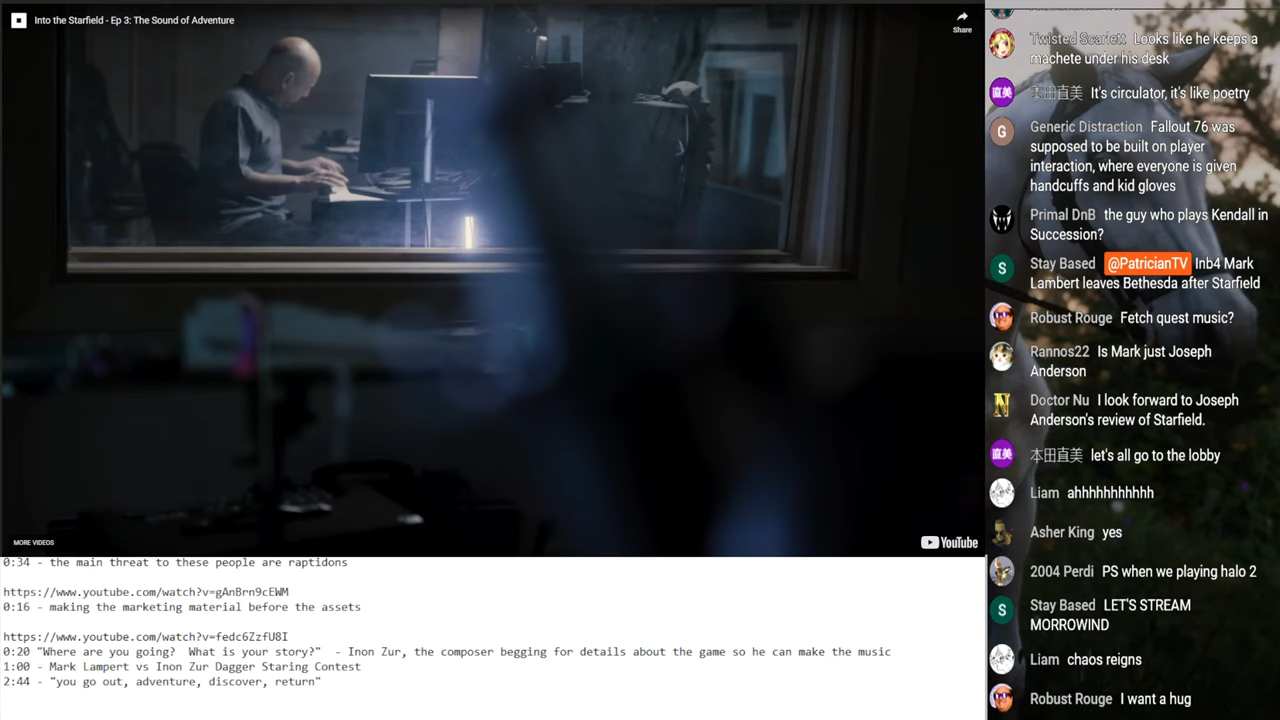 Into the Starfield - Ep 3: The Sound of Adventure
Share
MORE VIDEOS
YouTube
0:34 - the main threat to these people are raptidons
https://www.youtube.com/watch?v=gAnBrn9cEWM
0:16 - making the marketing material before the assets
https://www.youtube.com/watch?v=fedc6ZzfU8I
0:20 "Where are you going?  What is your story?"  - Inon Zur, the composer begging for details about the game so he can make the music
1:00 - Mark Lampert vs Inon Zur Dagger Staring Contest
2:44 - "you go out, adventure, discover, return"
Twisted Scarlett Looks like he keeps a
machete under his desk
直美
本田直美 It's circulator, it's like poetry
G
Generic Distraction Fallout 76 was
supposed to be built on player
interaction, where everyone is given
handcuffs and kid gloves
Primal DnB the guy who plays Kendall in
Succession?
S
Stay Based @PatricianTV Inb4 Mark
Lambert leaves Bethesda after Starfield
Robust Rouge Fetch quest music?
Rannos22 Is Mark just Joseph
Anderson
N
Doctor Nu I look forward to Joseph
Anderson's review of Starfield.
直美
本田直美 let's all go to the lobby
Liam ahhhhhhhhhhh
Asher King yes
2004 Perdi PS when we playing halo 2
S
Stay Based LET'S STREAM
MORROWIND
Liam chaos reigns
Robust Rouge I want a hug